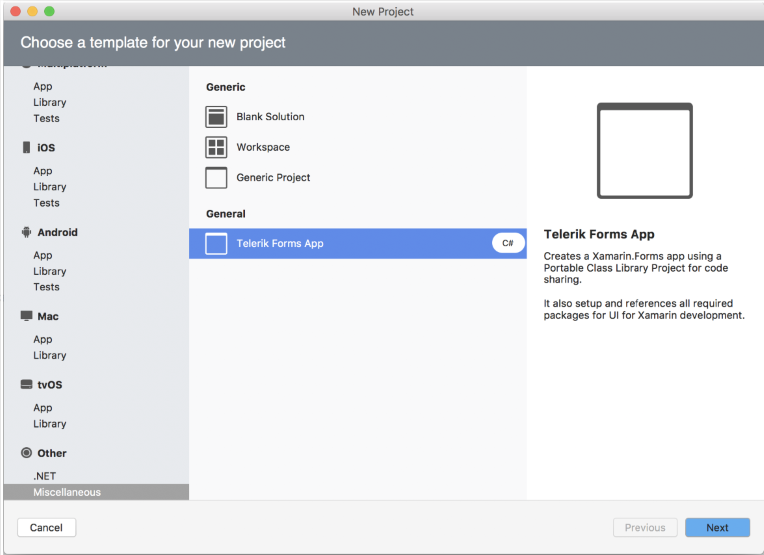 New Project
Choose a template for your new project
App
Library
Tests
iOS
App
Library
Tests
Android
App
Library
Tests
Mac
App
Library
tvOS
App
Library
Other
.NET
Miscellaneous
Generic
Blank Solution
Workspace
Generic Project
General
Telerik Forms App C#
Telerik Forms App
Creates a Xamarin.Forms app using a
Portable Class Library Project for code
sharing.
It also setup and references all required
packages for UI for Xamarin development.
Cancel
Previous
Next